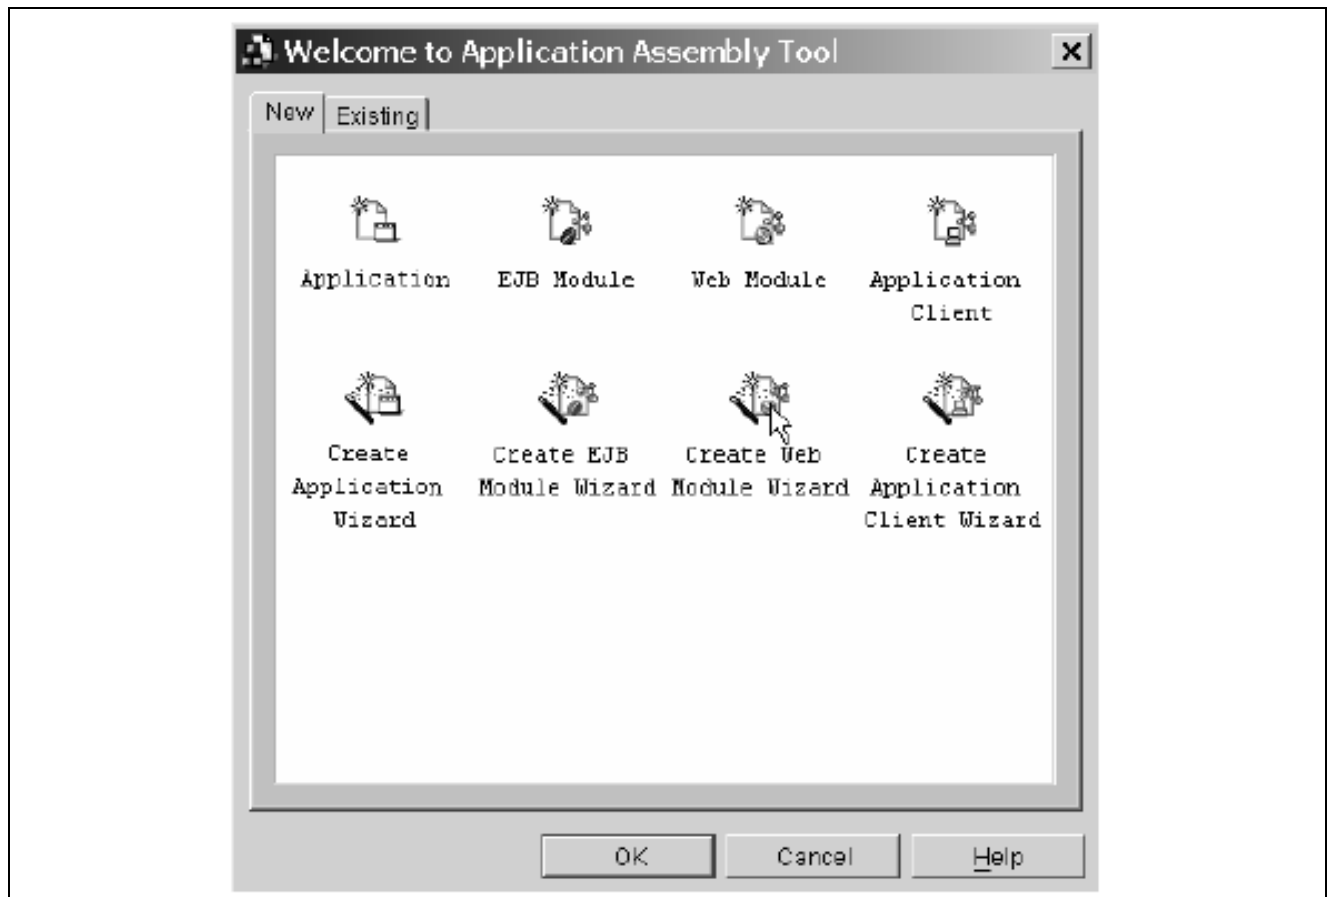 Welcome to Application Assembly Tool
New Existing
Application EJB Module Web Module Application
Client
Create Create EJB Create Web Create
Application Module Wizard Module Wizard Application
Wizard Client Wizard
OK Cancel Help